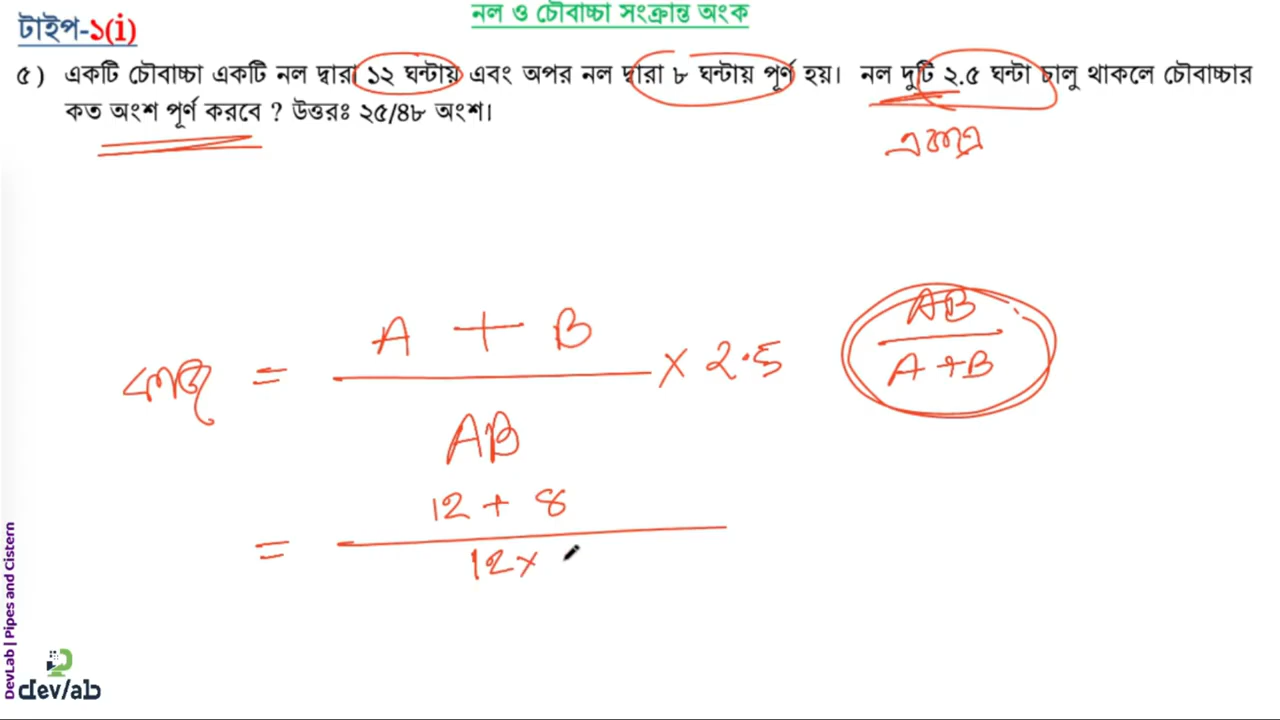 নল ও চৌবাচ্চা সংক্রান্ত অংক
টাইপ-১(i)
৫) একটি চৌবাচ্চা একটি নল দ্বারা ১২ ঘন্টায় এবং অপর নল দ্বারা ৮ ঘন্টায় পূর্ণ হয়। নল দুটি ২.৫ ঘন্টা চালু থাকলে চৌবাচ্চার
কত অংশ পূর্ণ করবে ? উত্তরঃ ২৫/৪৮ অংশ।
একত্রে
AB
A+B
কাজ = A + B × 2.5
AB
= 12 + 8
12×
DevLab | Pipes and Cistern
dev/ab